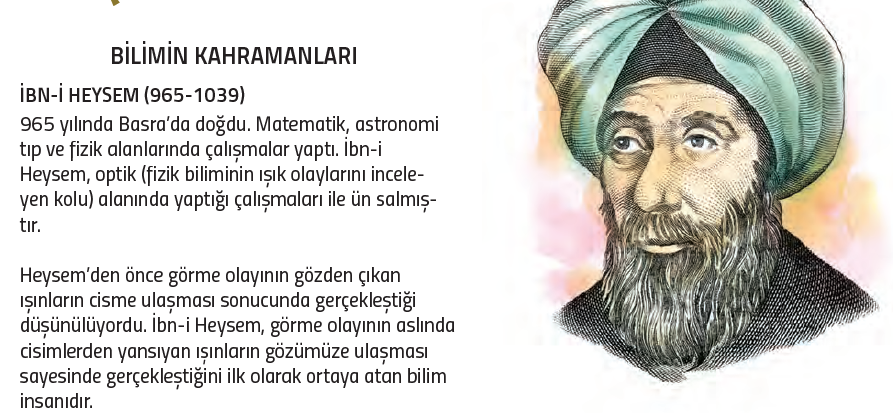 BİLİMİN KAHRAMANLARI
İBN-İ HEYSEM (965-1039)
965 yılında Basra'da doğdu. Matematik, astronomi
tıp ve fizik alanlarında çalışmalar yaptı. İbn-i
Heysem, optik (fizik biliminin ışık olaylarını incele-
yen kolu) alanında yaptığı çalışmaları ile ün salmış-
tır.
Heysem'den önce görme olayının gözden çıkan
ışınların cisme ulaşması sonucunda gerçekleştiği
düşünülüyordu. İbn-i Heysem, görme olayının aslında
cisimlerden yansıyan ışınların gözümüze ulaşması
sayesinde gerçekleştiğini ilk olarak ortaya atan bilim
insanıdır.